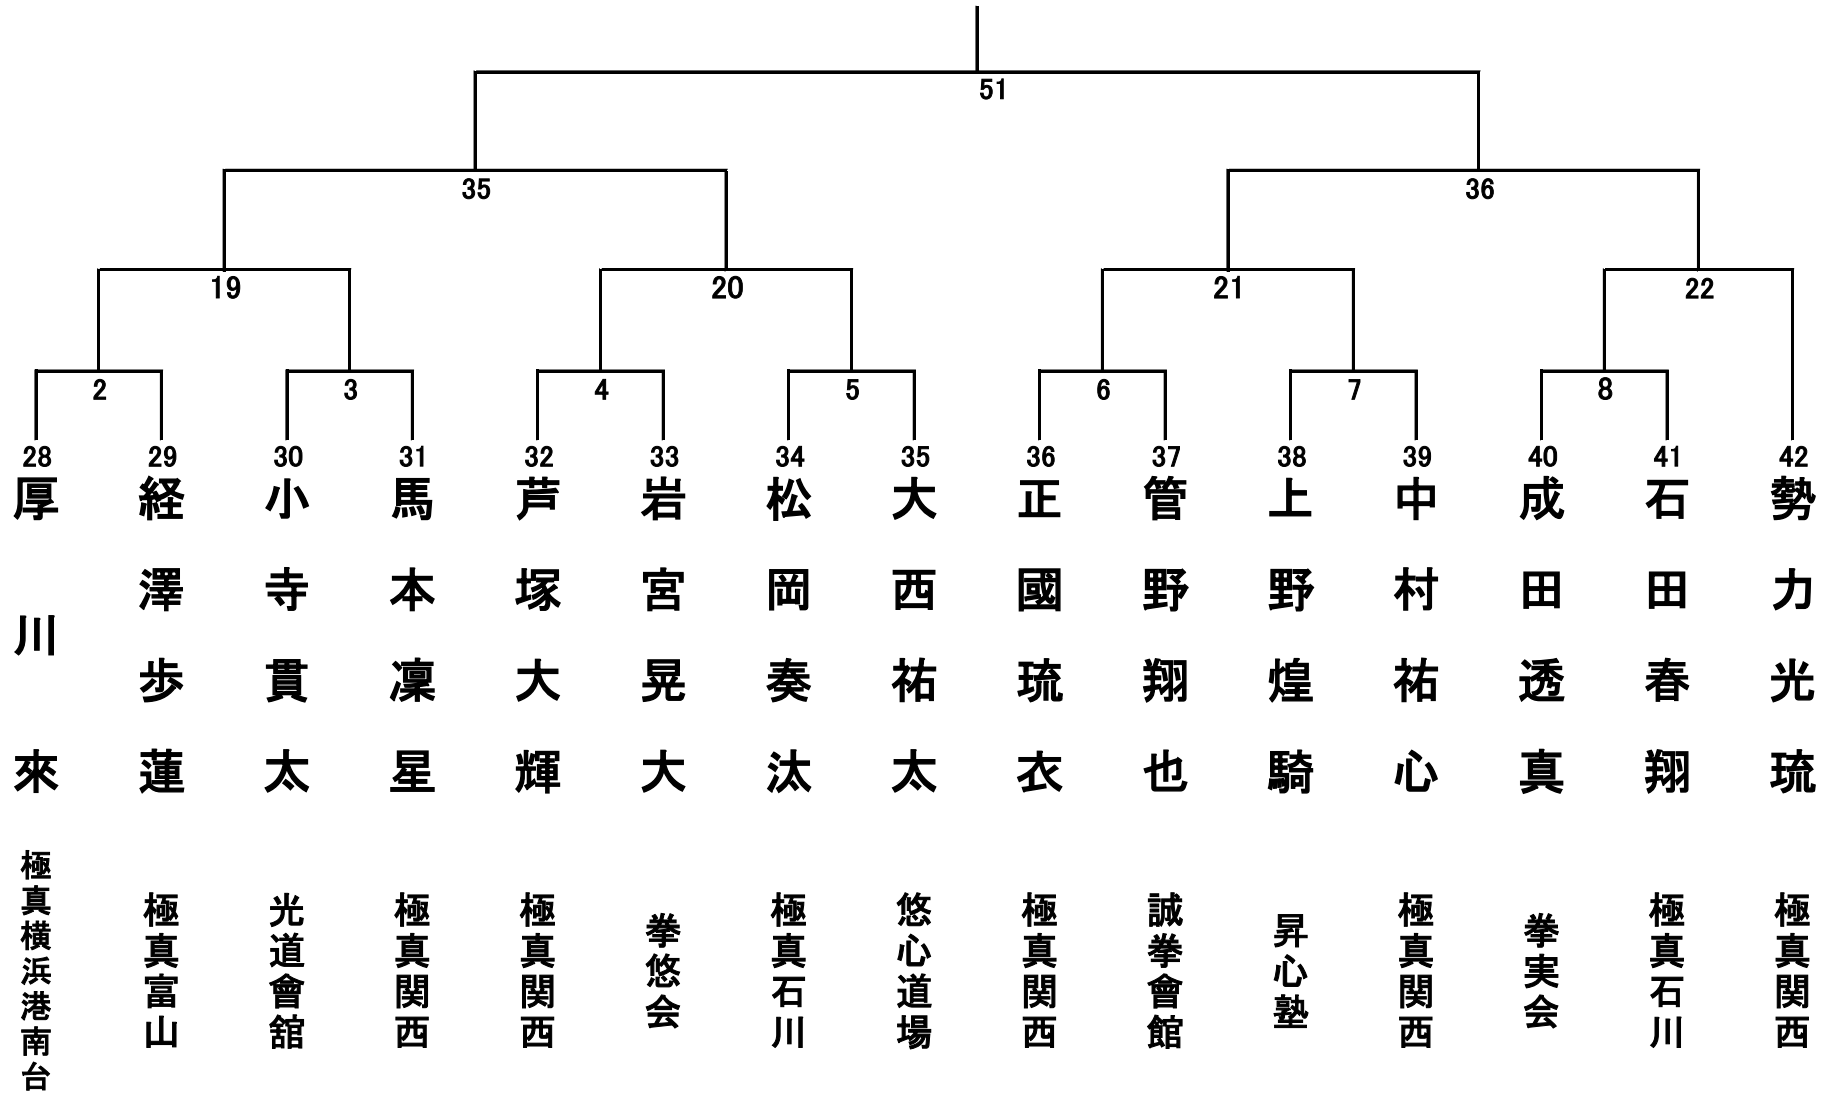 51
35
36
19
20
21
22
2
3
4
5
6
7
8
28
29
30
31
32
33
34
35
36
37
38
39
40
41
42
厚川來
経澤歩蓮
小寺貫太
馬本凜星
芦塚大輝
岩宮晃大
松岡奏汰
大西祐太
正國琉衣
管野翔也
上野煌騎
中村祐心
成田透真
石田春翔
勢力光琉
極真横浜港南台
極真富山
光道會舘
極真関西
極真関西
拳悠会
極真石川
悠心道場
極真関西
誠拳會館
昇心塾
極真関西
拳実会
極真石川
極真関西